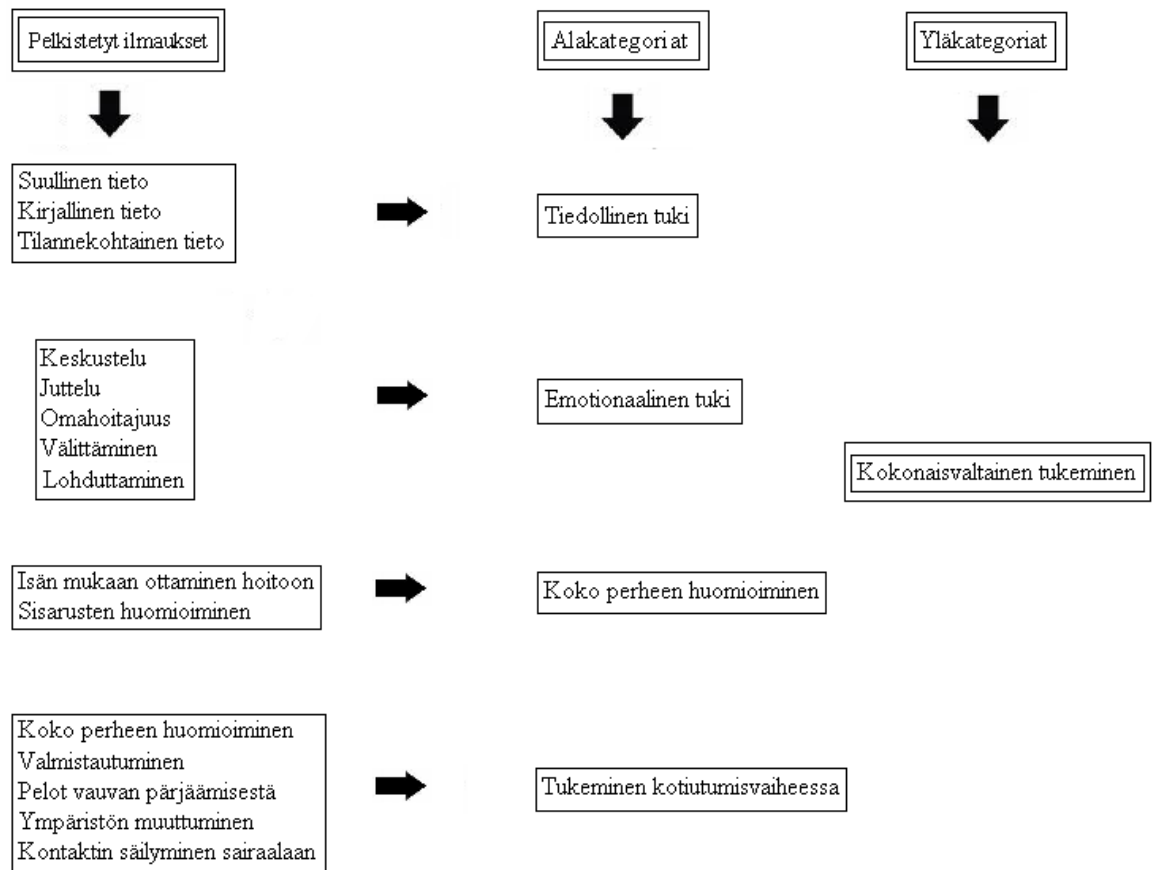 Pelkistetyt ilmaukset
Alakategoriat
Yläkategoriat
Suullinen tieto
Kirjallinen tieto
Tilannekohtainen tieto
Tiedollinen tuki
Keskustelu
Juttelu
Omahoitajuus
Välittäminen
Lohduttaminen
Emotionaalinen tuki
Kokonaisvaltainen tukeminen
Isän mukaan ottaminen hoitoon
Sisarusten huomioiminen
Koko perheen huomioiminen
Koko perheen huomioiminen
Valmistautuminen
Pelot vauvan pärjäämisestä
Ympäristön muuttuminen
Kontaktin säilyminen sairaalaan
Tukeminen kotiutumisvaiheessa